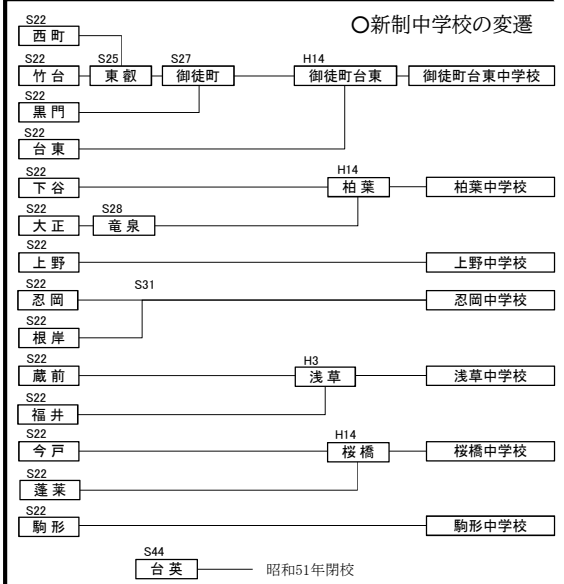 ○新制中学校の変遷
S22
西町
S22 S25 S27 H14
竹台 東叡 御徒町 御徒町台東 御徒町台東中学校
S22
黒門
S22
台東
S22 H14
下谷 柏葉 柏葉中学校
S22 S28
大正 竜泉
S22
上野 上野中学校
S22 S31
忍岡 忍岡中学校
S22
根岸
S22 H3
蔵前 浅草 浅草中学校
S22
福井
S22 H14
今戸 桜橋 桜橋中学校
S22
蓬莱
S22
駒形 駒形中学校
S44
台英 昭和51年閉校